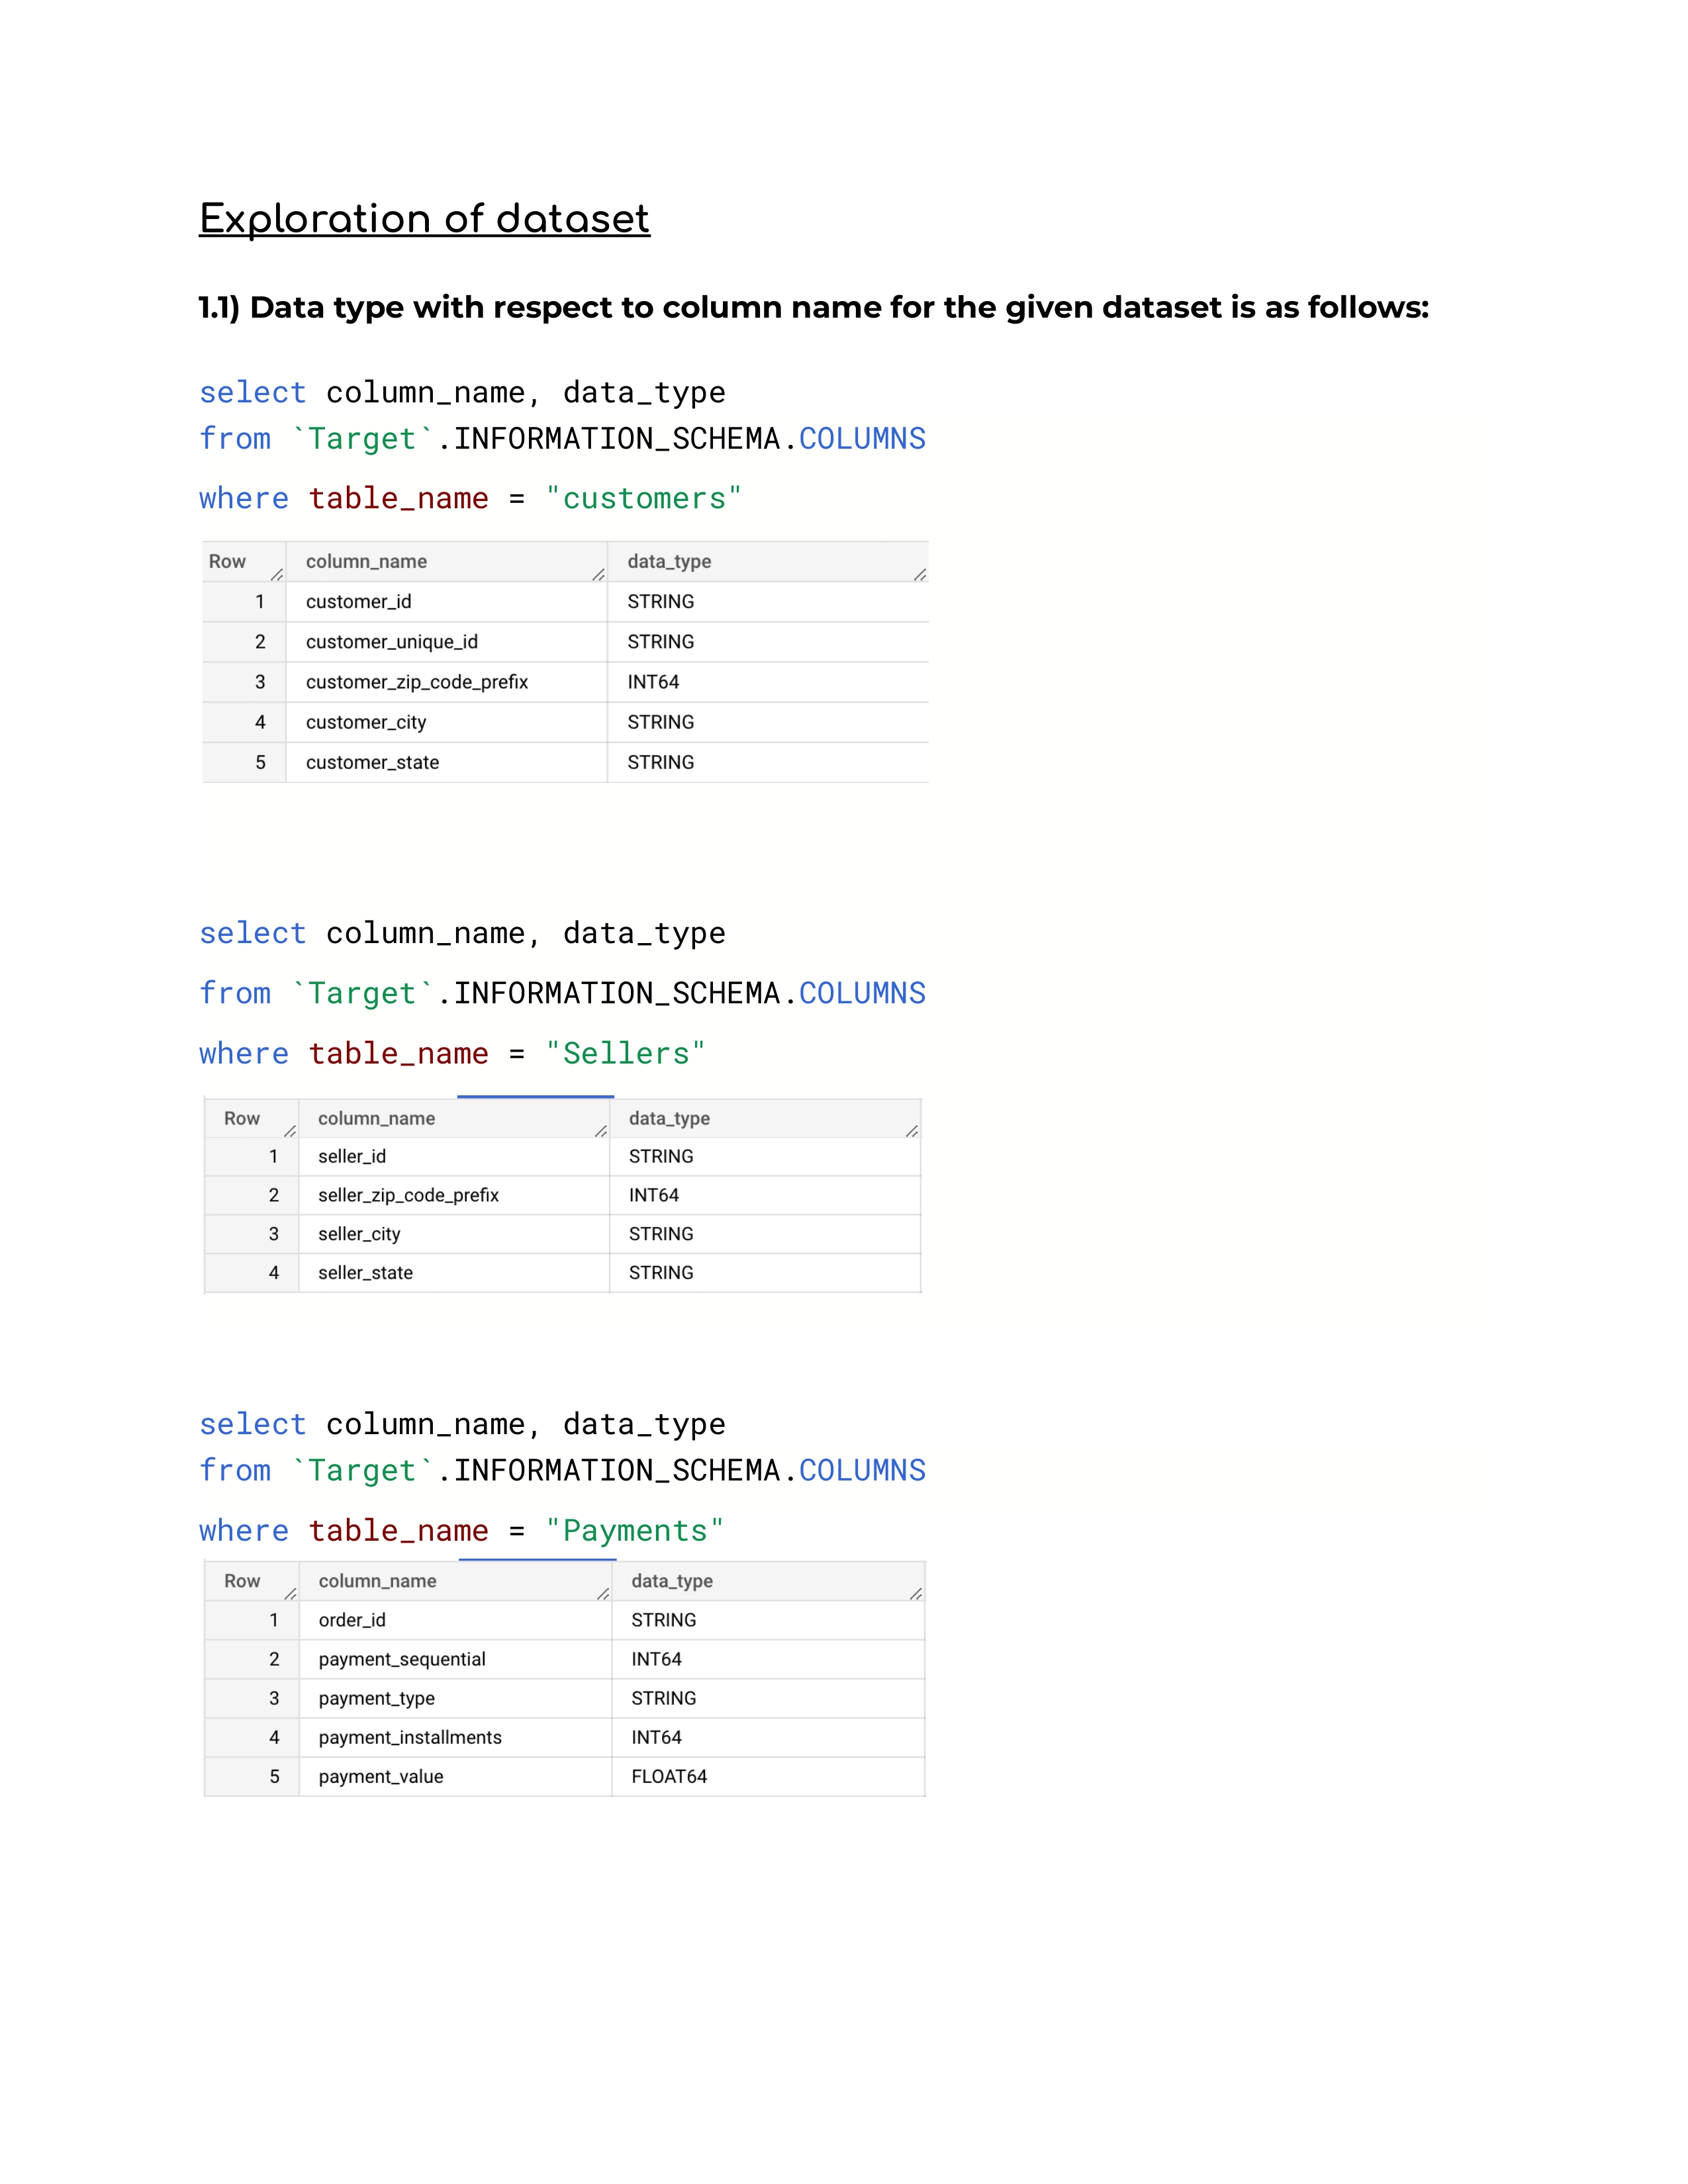 Exploration of dataset
1.1) Data type with respect to column name for the given dataset is as follows:
select column_name, data_type
from `Target`.INFORMATION_SCHEMA.COLUMNS
where table_name = "customers"
Row column_name data_type
1 customer_id STRING
2 customer_unique_id STRING
3 customer_zip_code_prefix INT64
4 customer_city STRING
5 customer_state STRING
select column_name, data_type
from `Target`.INFORMATION_SCHEMA.COLUMNS
where table_name = "Sellers"
Row column_name data_type
1 seller_id STRING
2 seller_zip_code_prefix INT64
3 seller_city STRING
4 seller_state STRING
select column_name, data_type
from `Target`.INFORMATION_SCHEMA.COLUMNS
where table_name = "Payments"
Row column_name data_type
1 order_id STRING
2 payment_sequential INT64
3 payment_type STRING
4 payment_installments INT64
5 payment_value FLOAT64